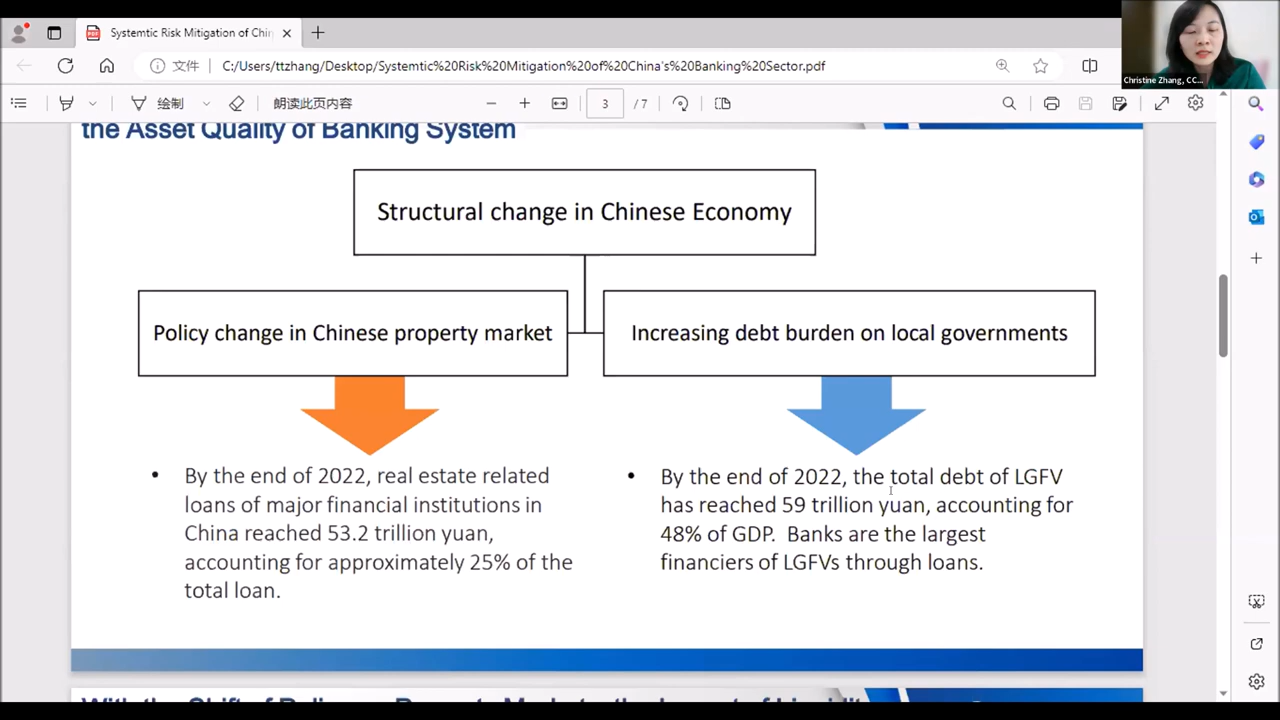 Systemtic Risk Mitigation of Chi
文件
C:/Users/ttzhang/Desktop/Systemtic%20Risk%20Mitigation%20of%20China's%20Banking%20Sector.pdf
Christine Zhang, CC...
绘制
朗读此页内容
3 / 7
the Asset Quality of Banking System
Structural change in Chinese Economy
Policy change in Chinese property market
Increasing debt burden on local governments
• By the end of 2022, real estate related
loans of major financial institutions in
China reached 53.2 trillion yuan,
accounting for approximately 25% of the
total loan.
• By the end of 2022, the total debt of LGFV
has reached 59 trillion yuan, accounting for
48% of GDP. Banks are the largest
financiers of LGFVs through loans.